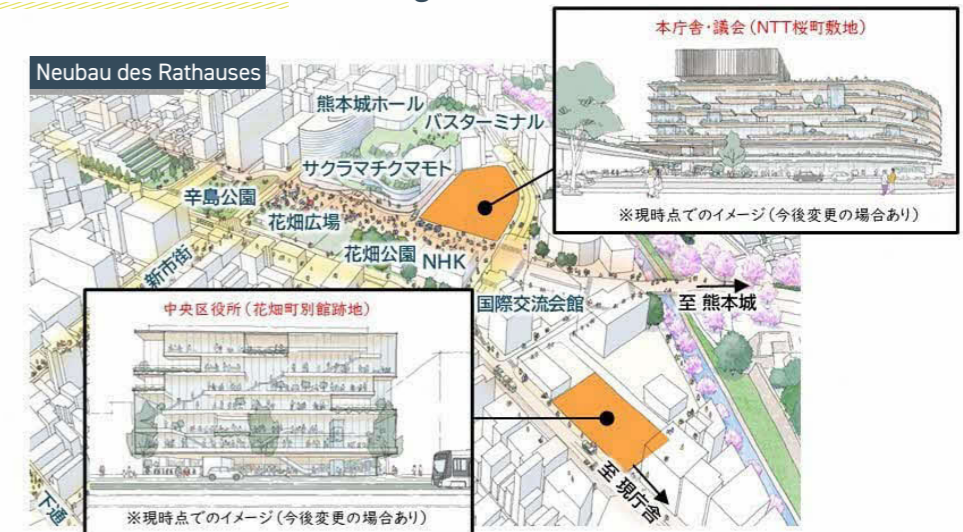 本庁舎・議会(NTT桜町敷地)
※現時点でのイメージ(今後変更の場合あり)
Neubau des Rathauses
熊本城ホール
バスターミナル
サクラマチクマモト
辛島公園
花畑広場
花畑公園
NHK
新市街
国際交流会館
至 熊本城
中央区役所(花畑町別館跡地)
※現時点でのイメージ(今後変更の場合あり)
至 現庁舎
下通